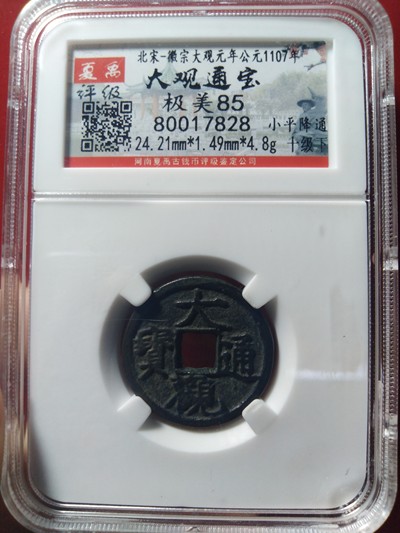 北宋-徽宗大观元年公元1107年
夏禹
评级
大观通宝
极美85
80017828
小平降通
24.21mm*1.49mm*4.8g
十级下
河南夏禹古钱币评级鉴定公司
大觀通寶